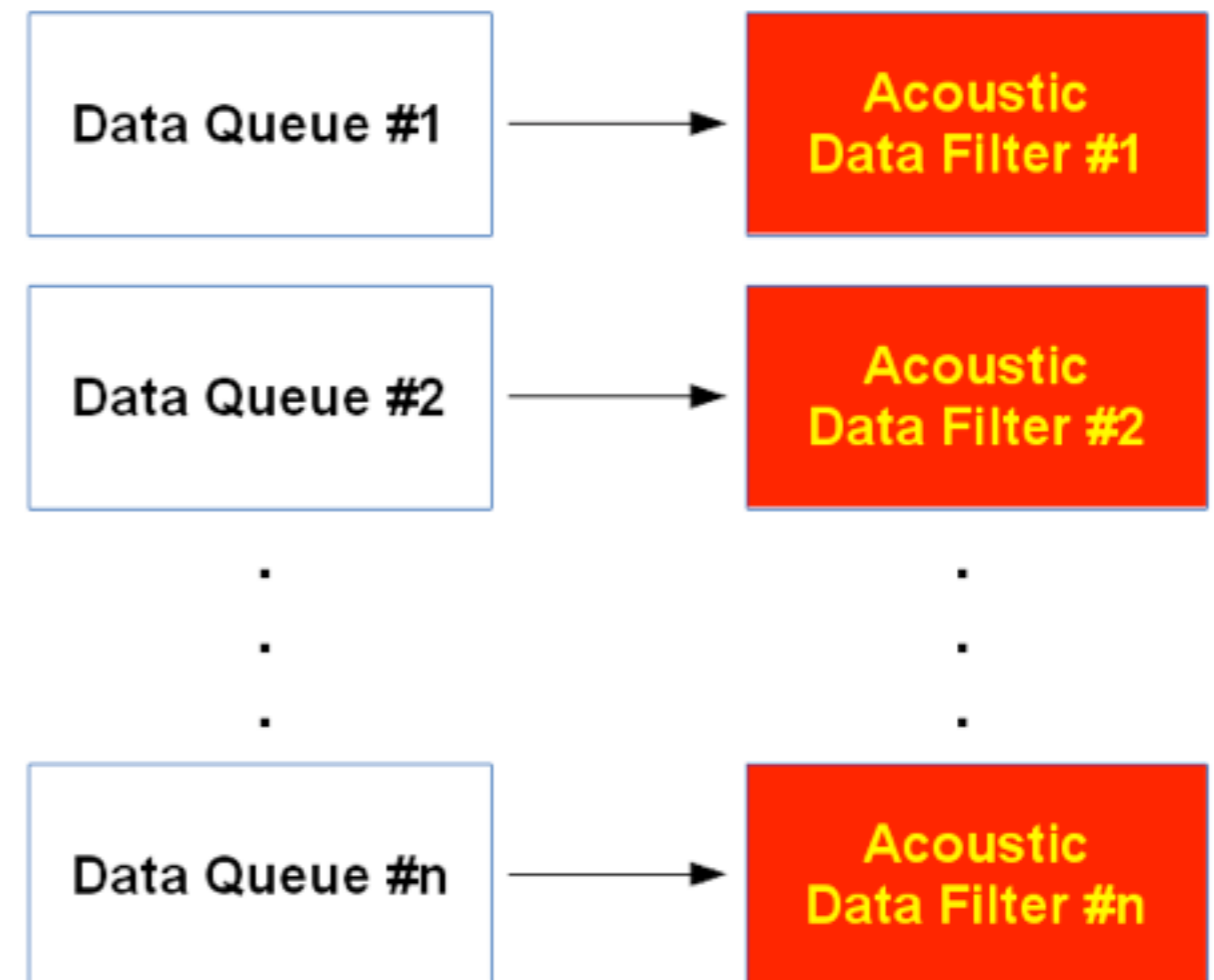 Data Queue #1
Acoustic
Data Filter #1
Data Queue #2
Acoustic
Data Filter #2
.
.
.
.
.
.
Data Queue #n
Acoustic
Data Filter #n